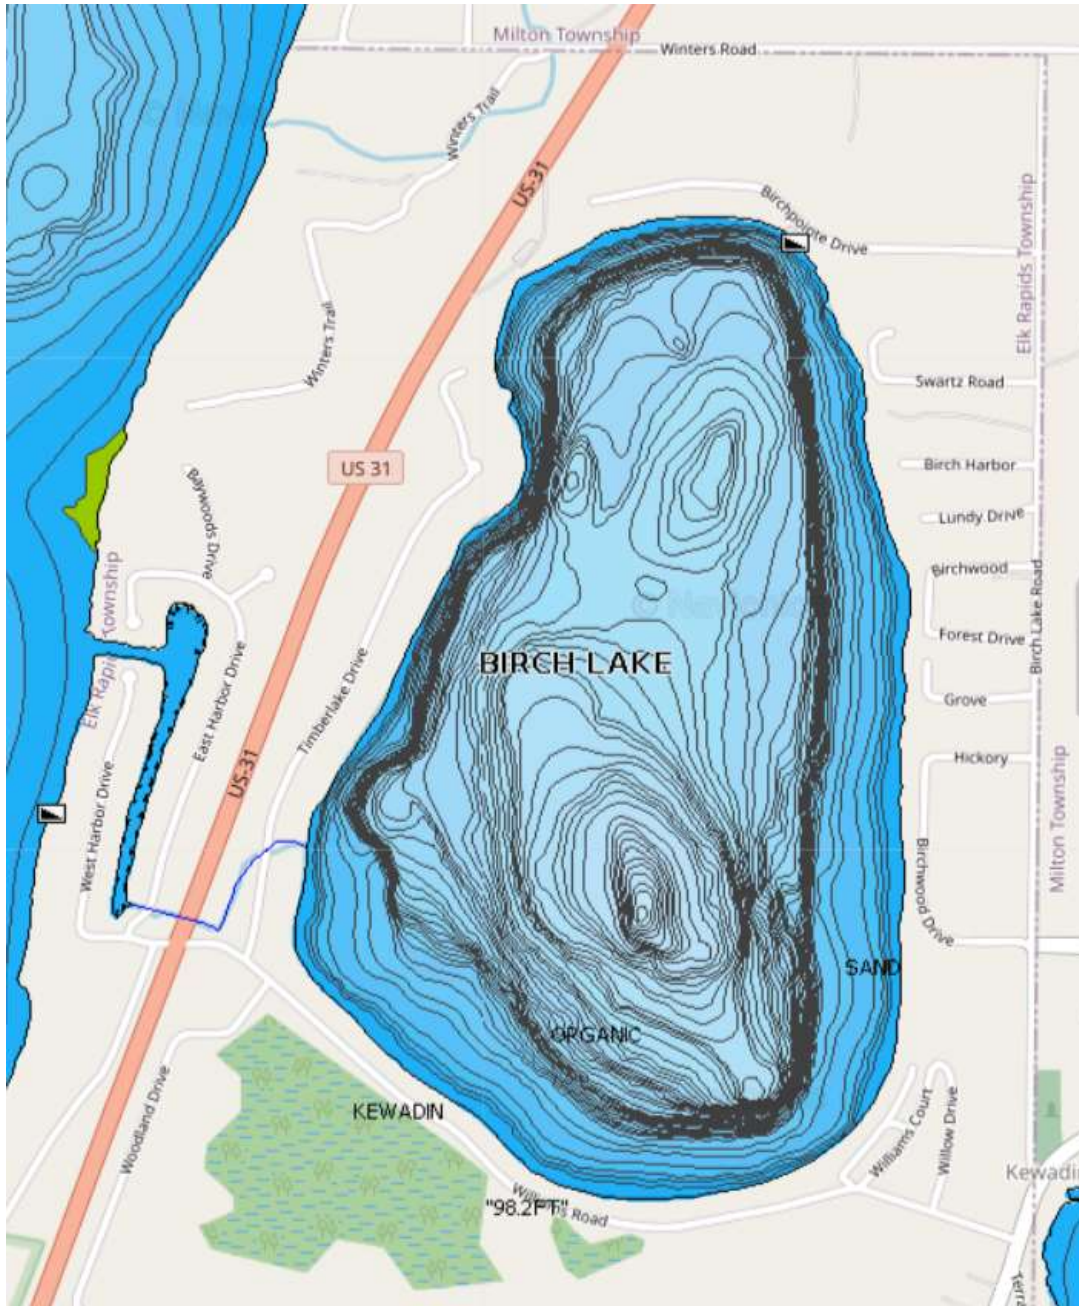 Milton Township
Winters Road
Winters Trail
US-31
Birchpointe Drive
Elk Rapids Township
Winters Trail
Swartz Road
US 31
Birch Harbor
Baywoods Drive
Lundy Drive
Birchwood
Birch Lake Road
Forest Drive
Elk Rapids Township
BIRCH LAKE
East Harbor Drive
Timberlake Drive
Grove
Hickory
US-31
West Harbor Drive
Milton Township
Birchwood Drive
SAND
ORGANIC
KEWADIN
Woodland Drive
Williams Court
Willow Drive
"98.2FT"
Williams Road